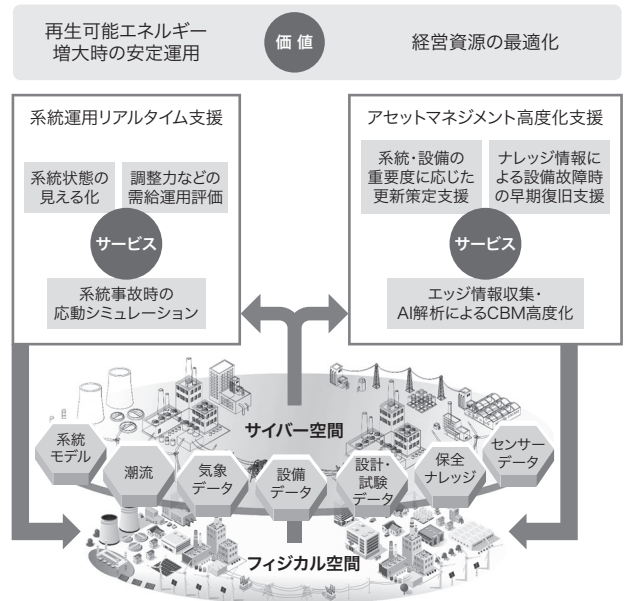 再生可能エネルギー
増大時の安定運用
価値
経営資源の最適化
系統運用リアルタイム支援
系統状態の
見える化
調整力などの
需給運用評価
サービス
系統事故時の
応動シミュレーション
アセットマネジメント高度化支援
系統・設備の
重要度に応じた
更新策定支援
ナレッジ情報に
よる設備故障時
の早期復旧支援
サービス
エッジ情報収集・
AI解析によるCBM高度化
サイバー空間
系統
モデル
潮流
気象
データ
設備
データ
設計・
試験
データ
保全
ナレッジ
センサー
データ
フィジカル空間